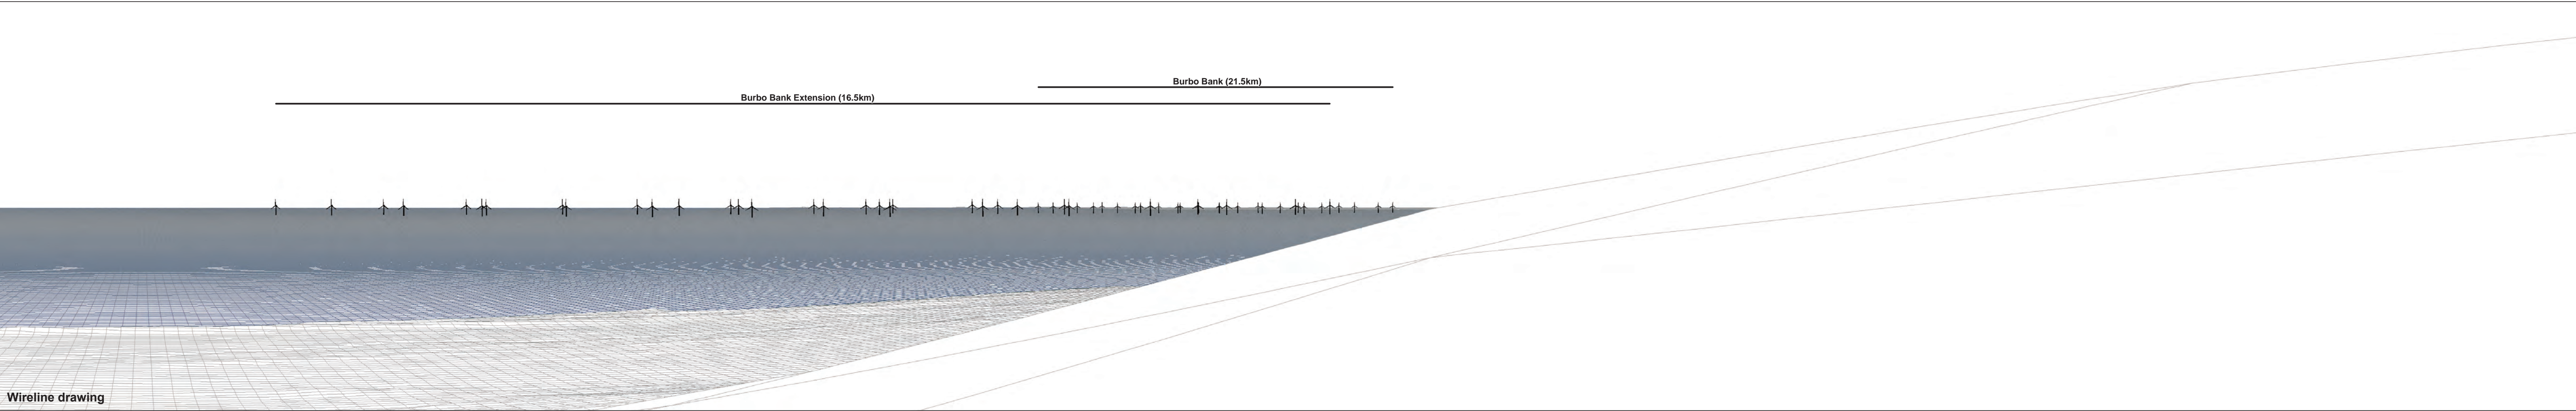 Burbo Bank (21.5km)
Burbo Bank Extension (16.5km)
Wireline drawing